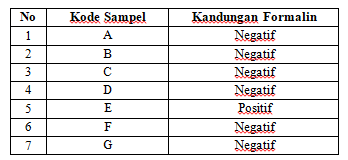 No Kode Sampel Kandungan Formalin
1 A Negatif
2 B Negatif
3 C Negatif
4 D Negatif
5 E Positif
6 F Negatif
7 G Negatif